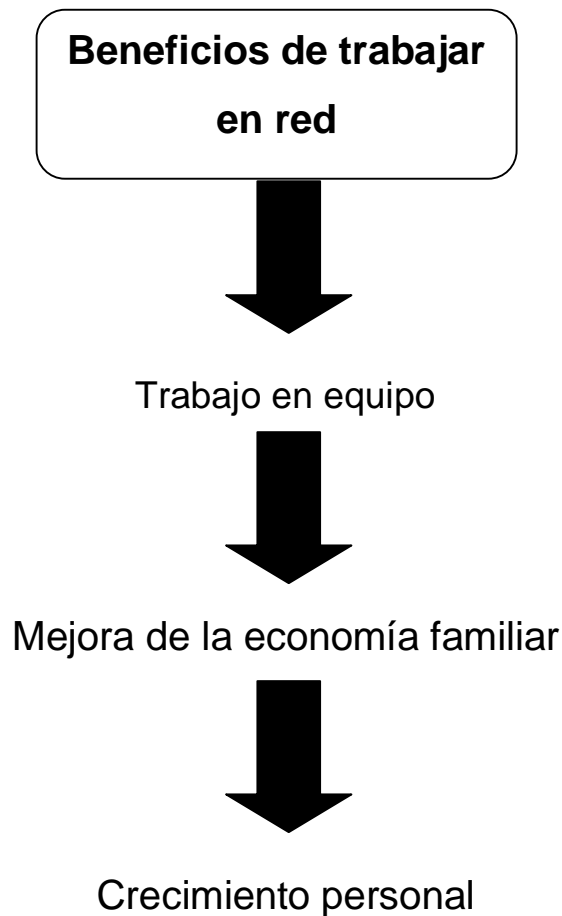 Beneficios de trabajar
en red
Trabajo en equipo
Mejora de la economía familiar
Crecimiento personal